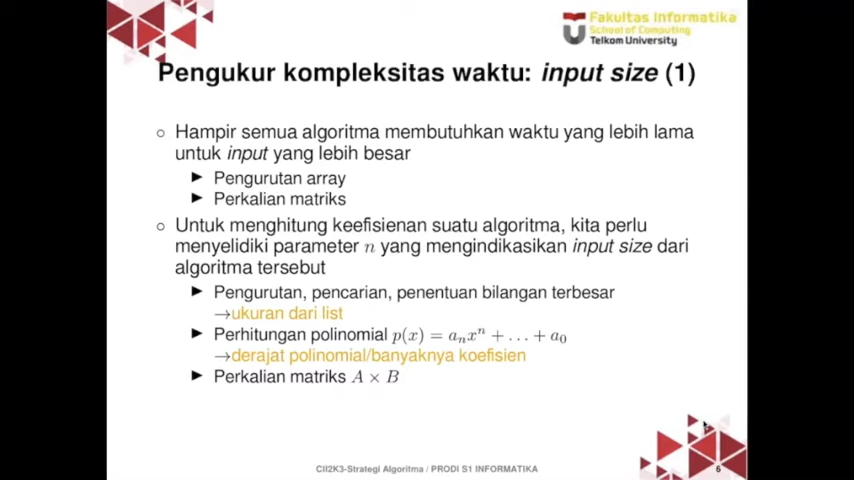 Fakultas Informatika
School of Computing
Telkom University
Pengukur kompleksitas waktu: input size (1)
Hampir semua algoritma membutuhkan waktu yang lebih lama
untuk input yang lebih besar
Pengurutan array
Perkalian matriks
Untuk menghitung keefisienan suatu algoritma, kita perlu
menyelidiki parameter n yang mengindikasikan input size dari
algoritma tersebut
Pengurutan, pencarian, penentuan bilangan terbesar
→ukuran dari list
Perhitungan polinomial p(x) = aₙxⁿ + . . . + a₀
→derajat polinomial/banyaknya koefisien
Perkalian matriks A × B
CII2K3-Strategi Algoritma / PRODI S1 INFORMATIKA
6